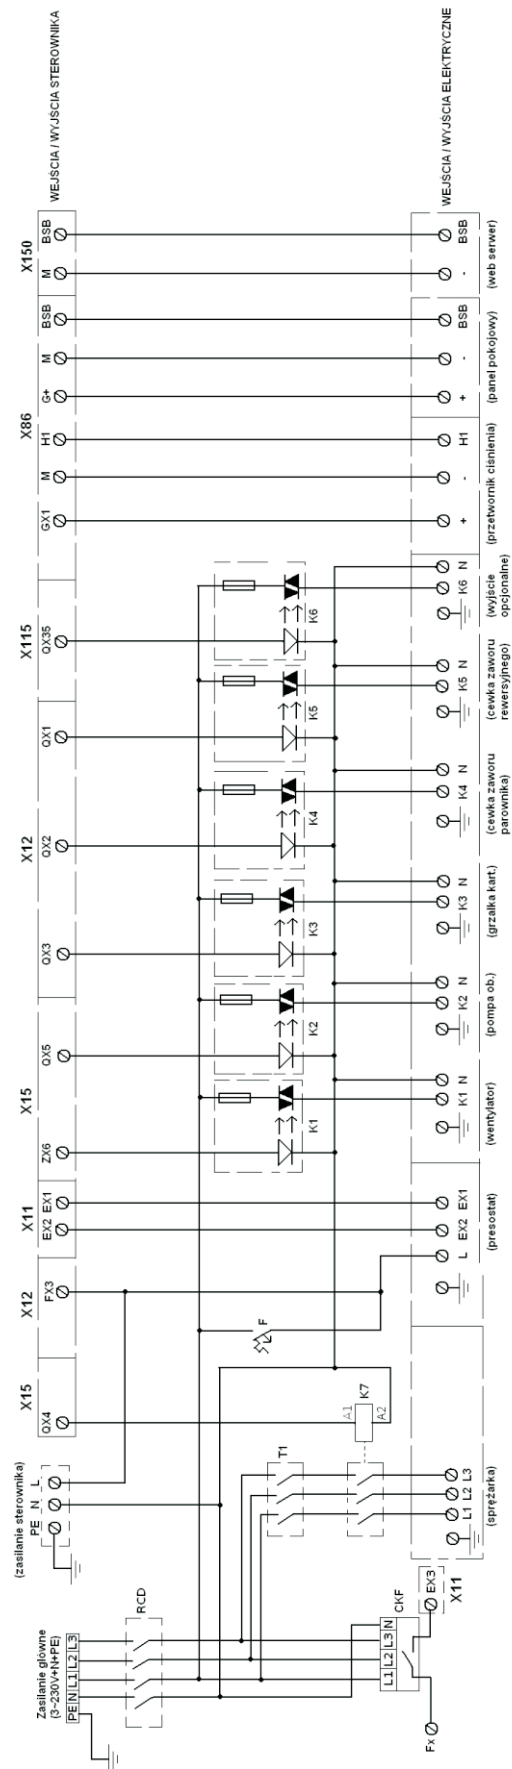 WEJŚCIA / WYJŚCIA STEROWNIKA
Zasilanie główne
(3~230V+N+PE)
PE N L1 L2 L3
(zasilanie sterownika)
PE N L
X15
QX4
X12
FX3
X11
EX2 EX1
X15
ZX6 QX5
X12
QX3 QX2 QX1
X115
QX35
X86
GX1 M H1 G+ M BSB
X150
M BSB
RCD
T1
K7
A1
A2
F
K1
K2
K3
K4
K5
K6
CKF
L1 L2 L3 N
Fx
EX3
X11
WEJŚCIA / WYJŚCIA ELEKTRYCZNE
L1 L2 L3
(sprężarka)
EX2 EX1
L
(presostat)
K1 N
(wentylator)
K2 N
(pompa ob.)
K3 N
(grzałka kart.)
K4 N
(cewka zaworu
parownika)
K5 N
(cewka zaworu
rewersyjnego)
K6 N
(wyjście
opcjonalne)
+ - H1
(przetwornik ciśnienia)
+ - BSB
(panel pokojowy)
- BSB
(web serwer)